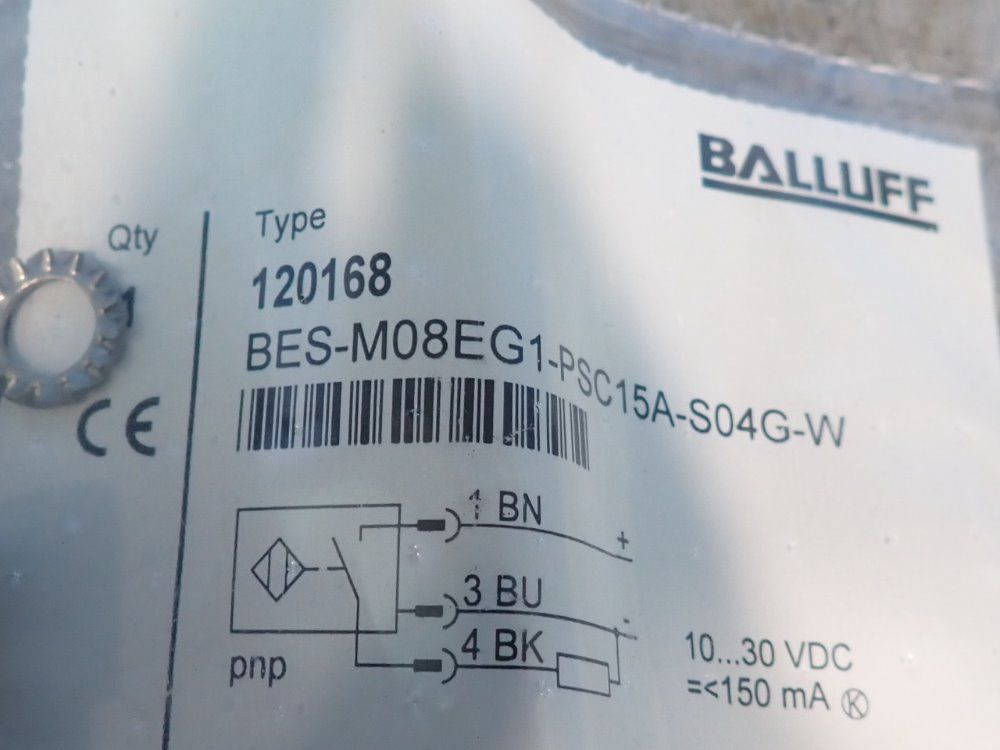 BALLUFF
Qty
Type
1
120168
BES-M08EG1-PSC15A-S04G-W
CE
1 BN
+
3 BU
-
4 BK
pnp
10...30 VDC
=<150 mA K